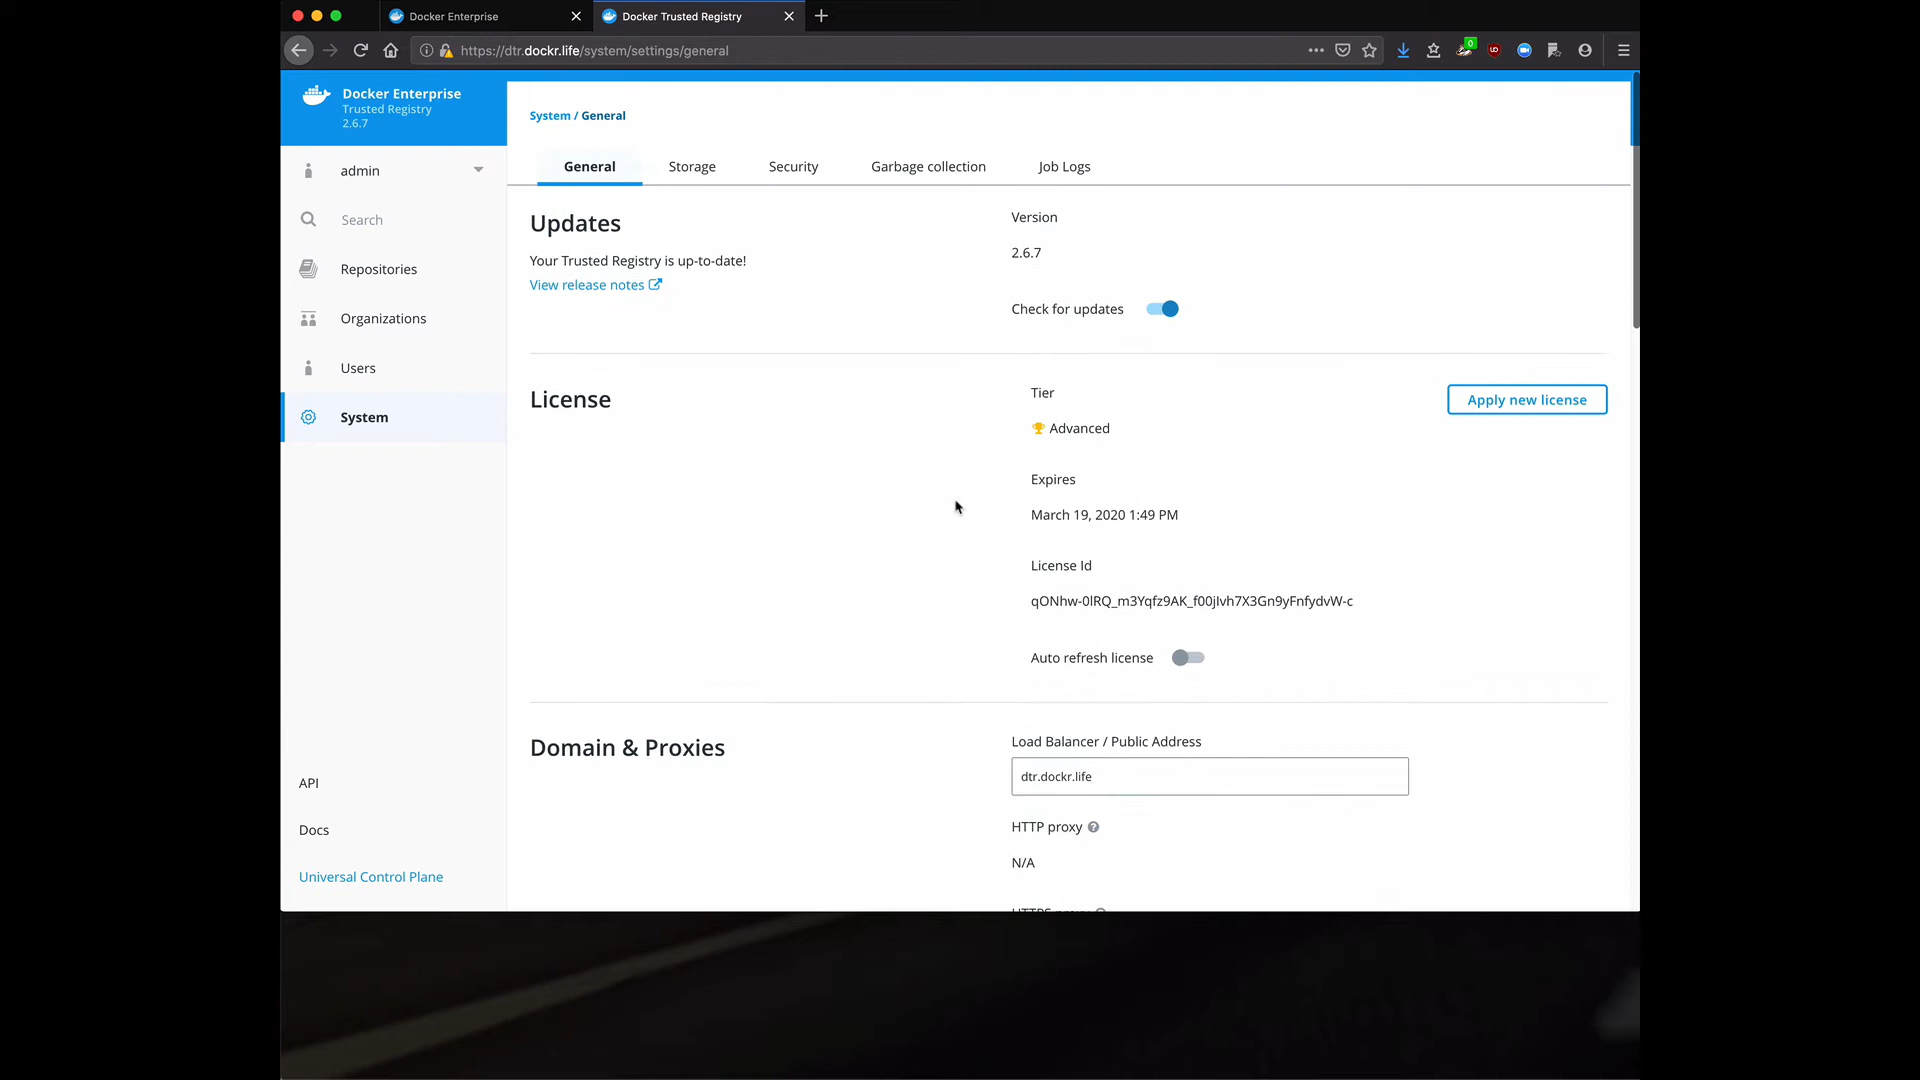 Docker Enterprise
Docker Trusted Registry
https://dtr.dockr.life/system/settings/general
0
Docker Enterprise
Trusted Registry
2.6.7
admin
Search
Repositories
Organizations
Users
System
API
Docs
Universal Control Plane
System / General
General
Storage
Security
Garbage collection
Job Logs
Updates
Your Trusted Registry is up-to-date!
View release notes
Version
2.6.7
Check for updates
License
Tier
Advanced
Apply new license
Expires
March 19, 2020 1:49 PM
License Id
qONhw-0lRQ_m3Yqfz9AK_f00jIvh7X3Gn9yFnfydvW-c
Auto refresh license
Domain & Proxies
Load Balancer / Public Address
dtr.dockr.life
HTTP proxy
N/A